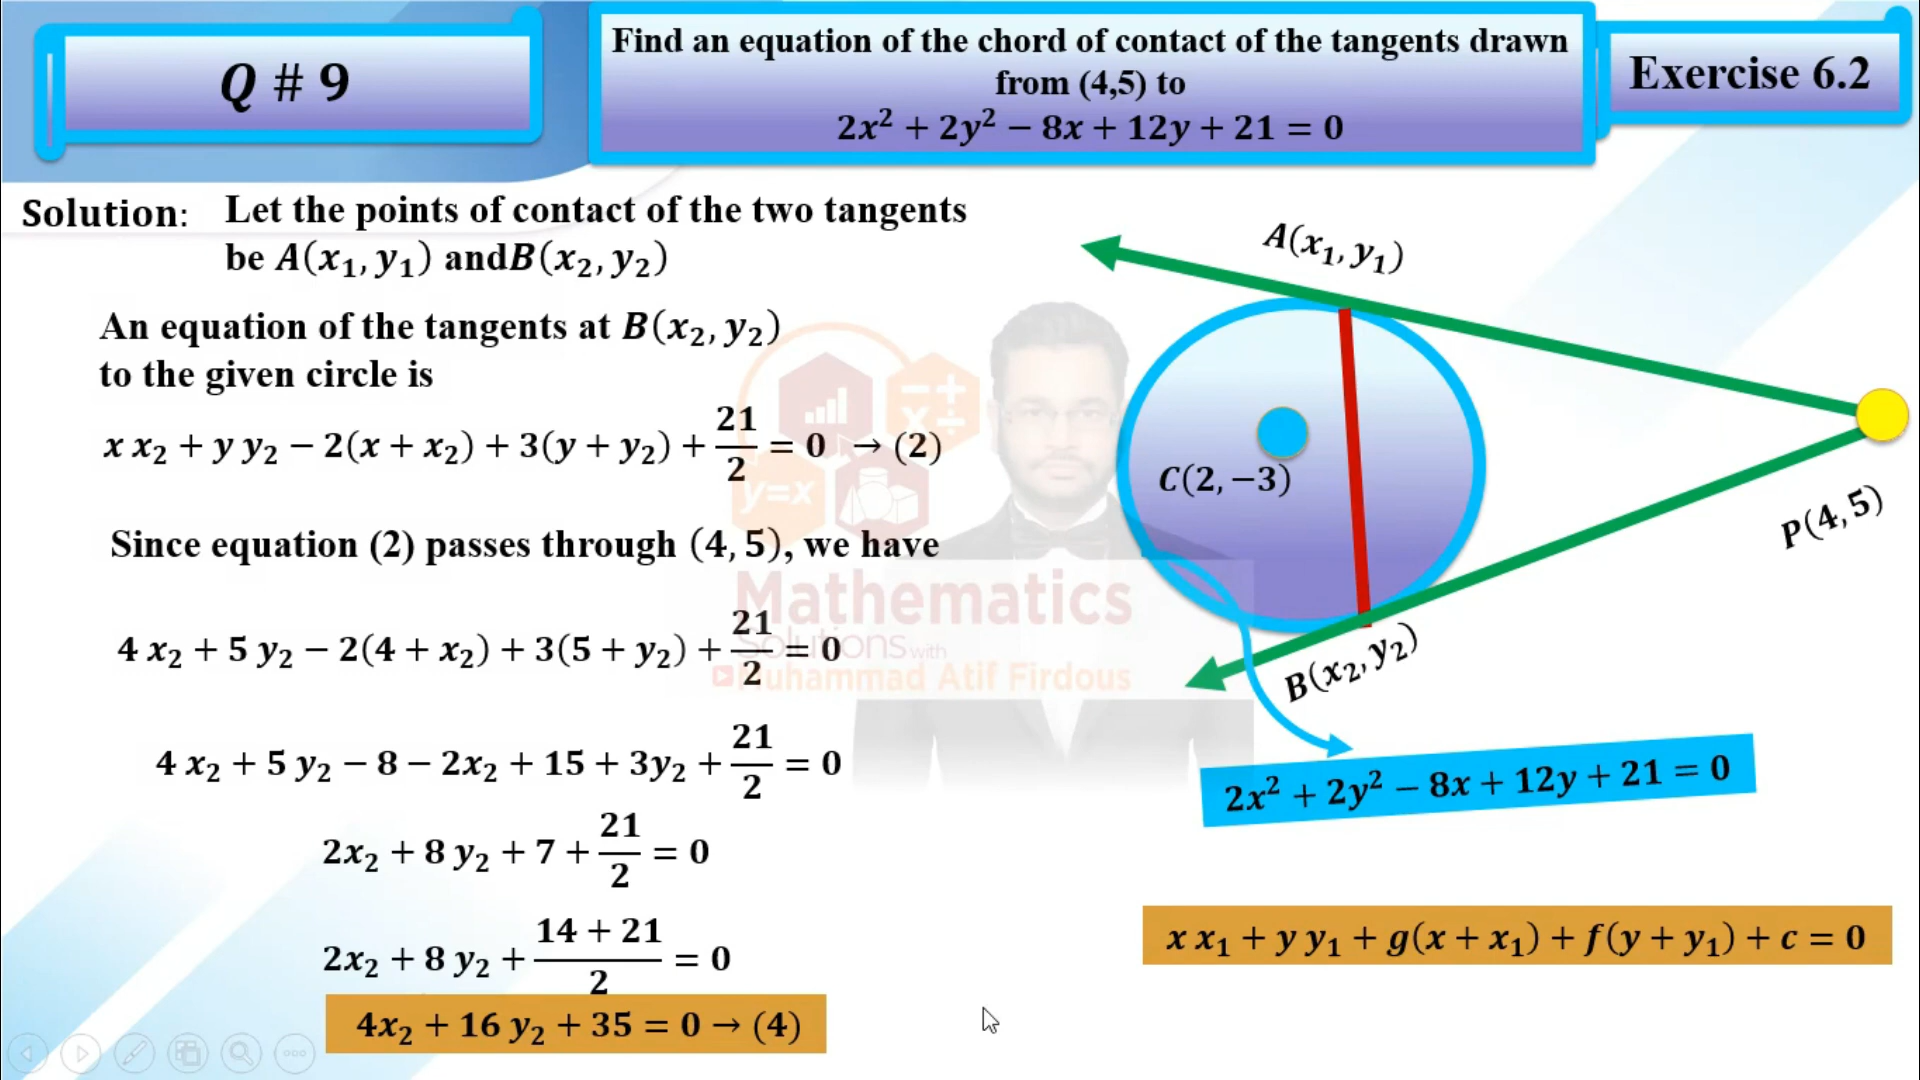 Q # 9
Find an equation of the chord of contact of the tangents drawn
from (4,5) to
2x² + 2y² − 8x + 12y + 21 = 0
Exercise 6.2
Solution: Let the points of contact of the two tangents
be A(x₁, y₁) andB(x₂, y₂)
An equation of the tangents at B(x₂, y₂)
to the given circle is
x x₂ + y y₂ − 2(x + x₂) + 3(y + y₂) + 21/2 = 0 → (2)
Since equation (2) passes through (4, 5), we have
4 x₂ + 5 y₂ − 2(4 + x₂) + 3(5 + y₂) + 21/2 = 0
4 x₂ + 5 y₂ − 8 − 2x₂ + 15 + 3y₂ + 21/2 = 0
2x₂ + 8 y₂ + 7 + 21/2 = 0
2x₂ + 8 y₂ + (14 + 21)/2 = 0
4x₂ + 16 y₂ + 35 = 0 → (4)
A(x₁, y₁)
C(2, −3)
P(4, 5)
B(x₂, y₂)
2x² + 2y² − 8x + 12y + 21 = 0
x x₁ + y y₁ + g(x + x₁) + f(y + y₁) + c = 0
y=x
Mathematics
Solutions with
Muhammad Atif Firdous